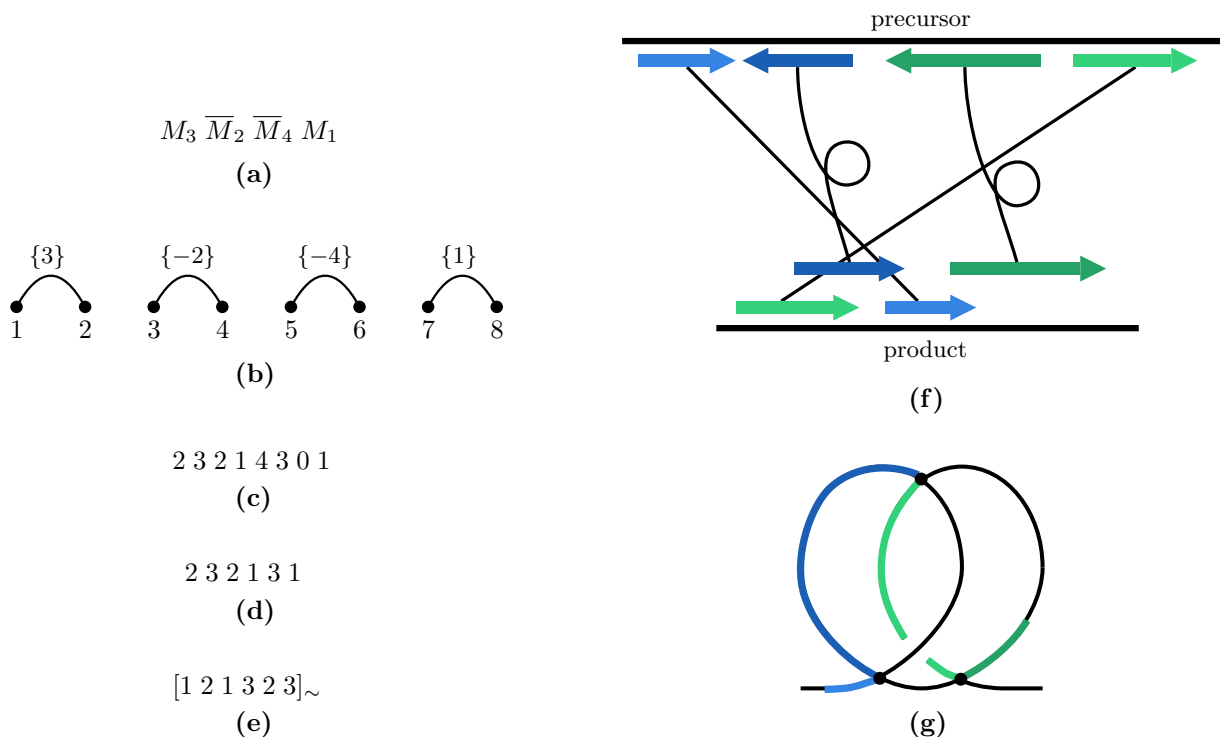 M₃ M̅₂ M̅₄ M₁
(a)
{3} {−2} {−4} {1}
1 2 3 4 5 6 7 8
(b)
2 3 2 1 4 3 0 1
(c)
2 3 2 1 3 1
(d)
[1 2 1 3 2 3]∼
(e)
precursor
product
(f)
(g)